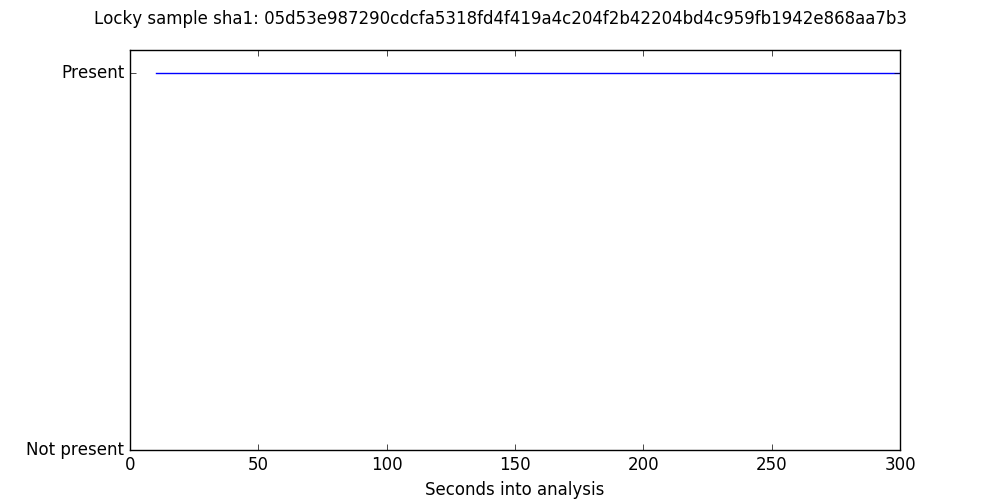 Locky sample sha1: 05d53e987290cdcfa5318fd4f419a4c204f2b42204bd4c959fb1942e868aa7b3
Present
Not present
0 50 100 150 200 250 300
Seconds into analysis